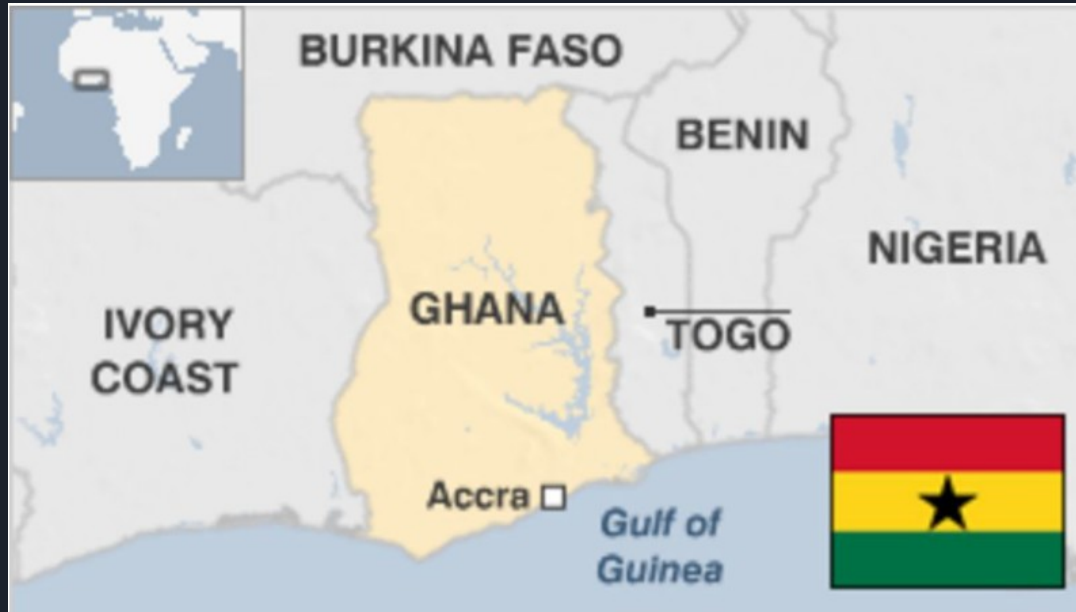 BURKINA FASO
BENIN
NIGERIA
GHANA
IVORY
COAST
TOGO
Accra
Gulf of
Guinea